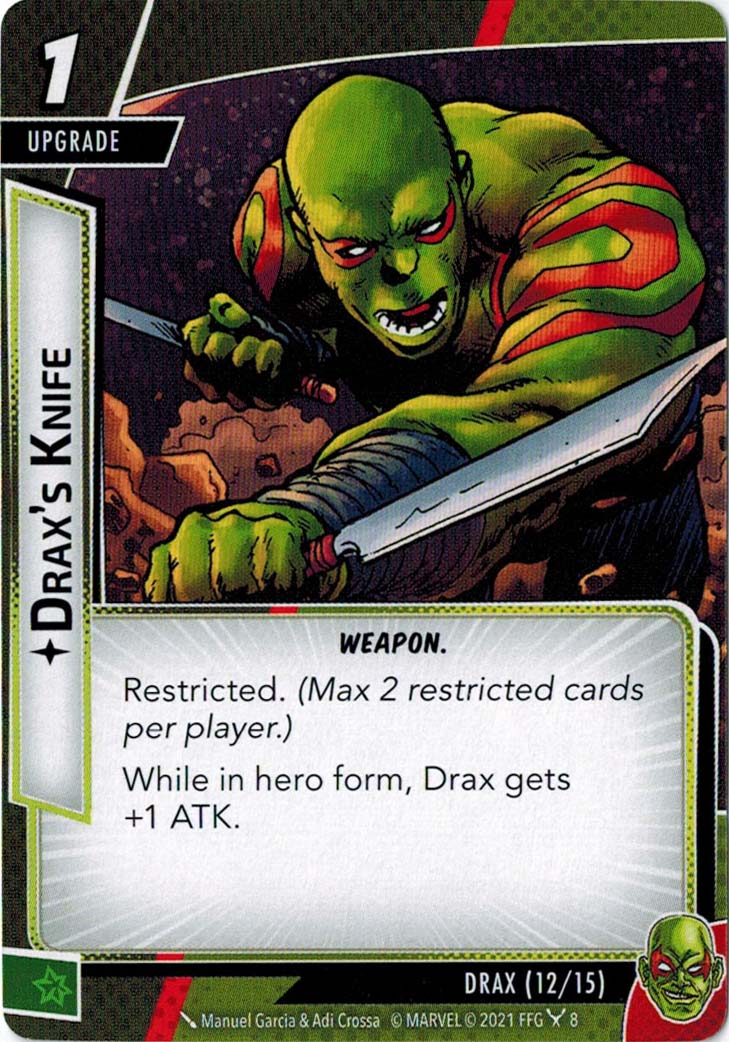 1
UPGRADE
DRAX'S KNIFE
WEAPON.
Restricted. (Max 2 restricted cards
per player.)
While in hero form, Drax gets
+1 ATK.
DRAX (12/15)
Manuel Garcia & Adi Crossa © MARVEL © 2021 FFG 8